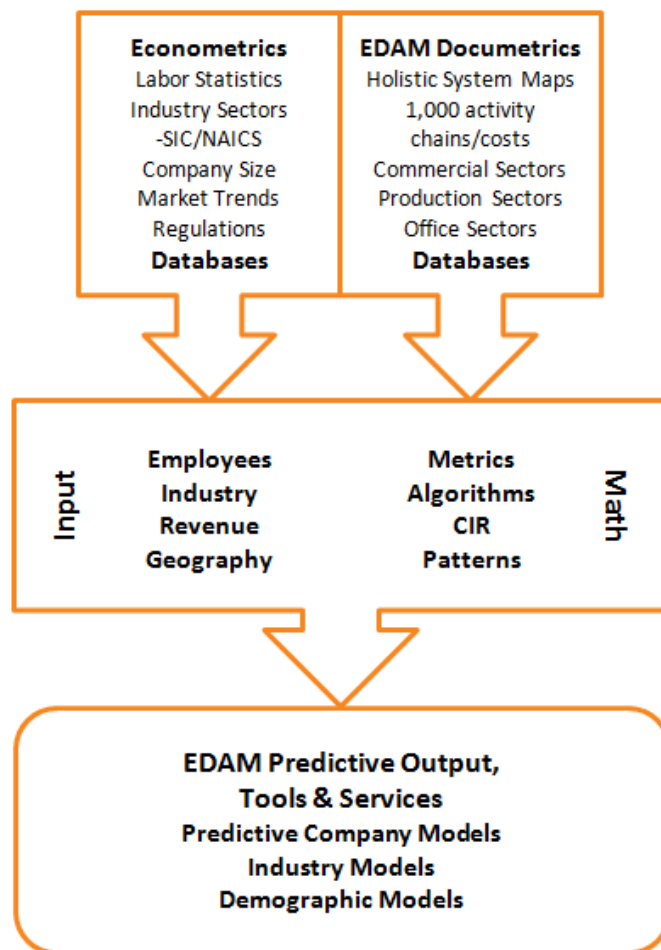 Econometrics
Labor Statistics
Industry Sectors
-SIC/NAICS
Company Size
Market Trends
Regulations
Databases
EDAM Documetrics
Holistic System Maps
1,000 activity
chains/costs
Commercial Sectors
Production Sectors
Office Sectors
Databases
Input
Employees
Industry
Revenue
Geography
Metrics
Algorithms
CIR
Patterns
Math
EDAM Predictive Output,
Tools & Services
Predictive Company Models
Industry Models
Demographic Models